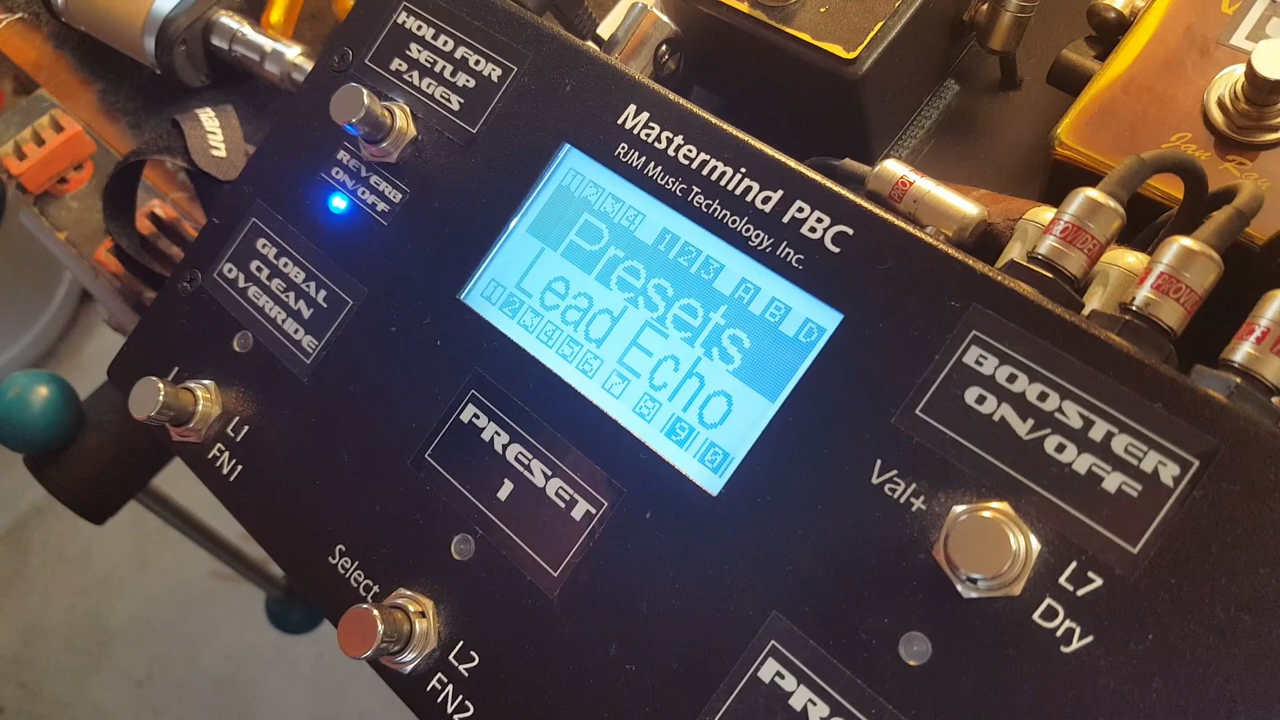 HOLD FOR
SETUP
PAGES
REVERB
ON/OFF
GLOBAL
CLEAN
OVERRIDE
L1
FN1
Mastermind PBC
RJM Music Technology, Inc.
1 2 3 4 1 2 3 A B D
Presets
Lead Echo
1 2 3 4 5 6 7 8 9 0
PRESET
1
Select
L2
FN2
BOOSTER
ON/OFF
Val+
L7
Dry
PROVIDE
PROVID